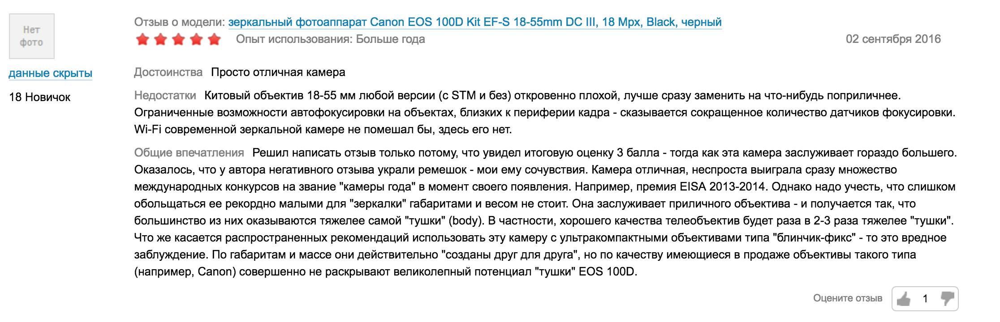 Нет
фото
данные скрыты
18 Новичок
Отзыв о модели: зеркальный фотоаппарат Canon EOS 100D Kit EF-S 18-55mm DC III, 18 Mpx, Black, черный
Опыт использования: Больше года
02 сентября 2016
Достоинства Просто отличная камера
Недостатки Китовый объектив 18-55 мм любой версии (с STM и без) откровенно плохой, лучше сразу заменить на что-нибудь поприличнее.
Ограниченные возможности автофокусировки на объектах, близких к периферии кадра - сказывается сокращенное количество датчиков фокусировки.
Wi-Fi современной зеркальной камере не помешал бы, здесь его нет.
Общие впечатления Решил написать отзыв только потому, что увидел итоговую оценку 3 балла - тогда как эта камера заслуживает гораздо большего.
Оказалось, что у автора негативного отзыва украли ремешок - мои ему сочувствия. Камера отличная, неспроста выиграла сразу множество
международных конкурсов на звание "камеры года" в момент своего появления. Например, премия EISA 2013-2014. Однако надо учесть, что слишком
обольщаться ее рекордно малыми для "зеркалки" габаритами и весом не стоит. Она заслуживает приличного объектива - и получается так, что
большинство из них оказываются тяжелее самой "тушки" (body). В частности, хорошего качества телеобъектив будет раза в 2-3 раза тяжелее "тушки".
Что же касается распространенных рекомендаций использовать эту камеру с ультракомпактными объективами типа "блинчик-фикс" - то это вредное
заблуждение. По габаритам и массе они действительно "созданы друг для друга", но по качеству имеющиеся в продаже объективы такого типа
(например, Canon) совершенно не раскрывают великолепный потенциал "тушки" EOS 100D.
Оцените отзыв 1